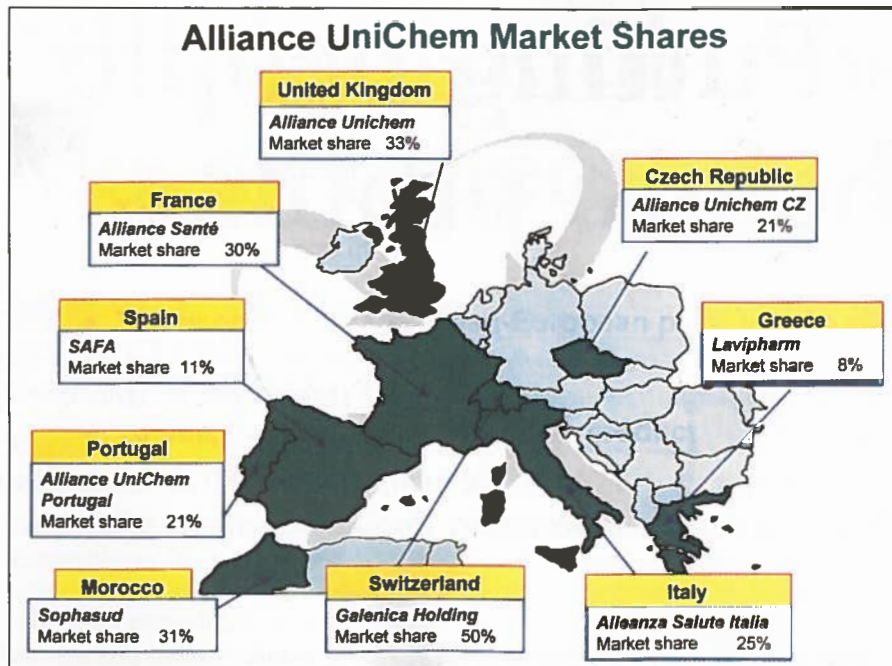 Alliance UniChem Market Shares
United Kingdom
Alliance Unichem
Market share 33%
France
Alliance Santé
Market share 30%
Czech Republic
Alliance Unichem CZ
Market share 21%
Spain
SAFA
Market share 11%
Greece
Lavipharm
Market share 8%
Portugal
Alliance UniChem
Portugal
Market share 21%
Morocco
Sophasud
Market share 31%
Switzerland
Galenica Holding
Market share 50%
Italy
Alleanza Salute Italia
Market share 25%